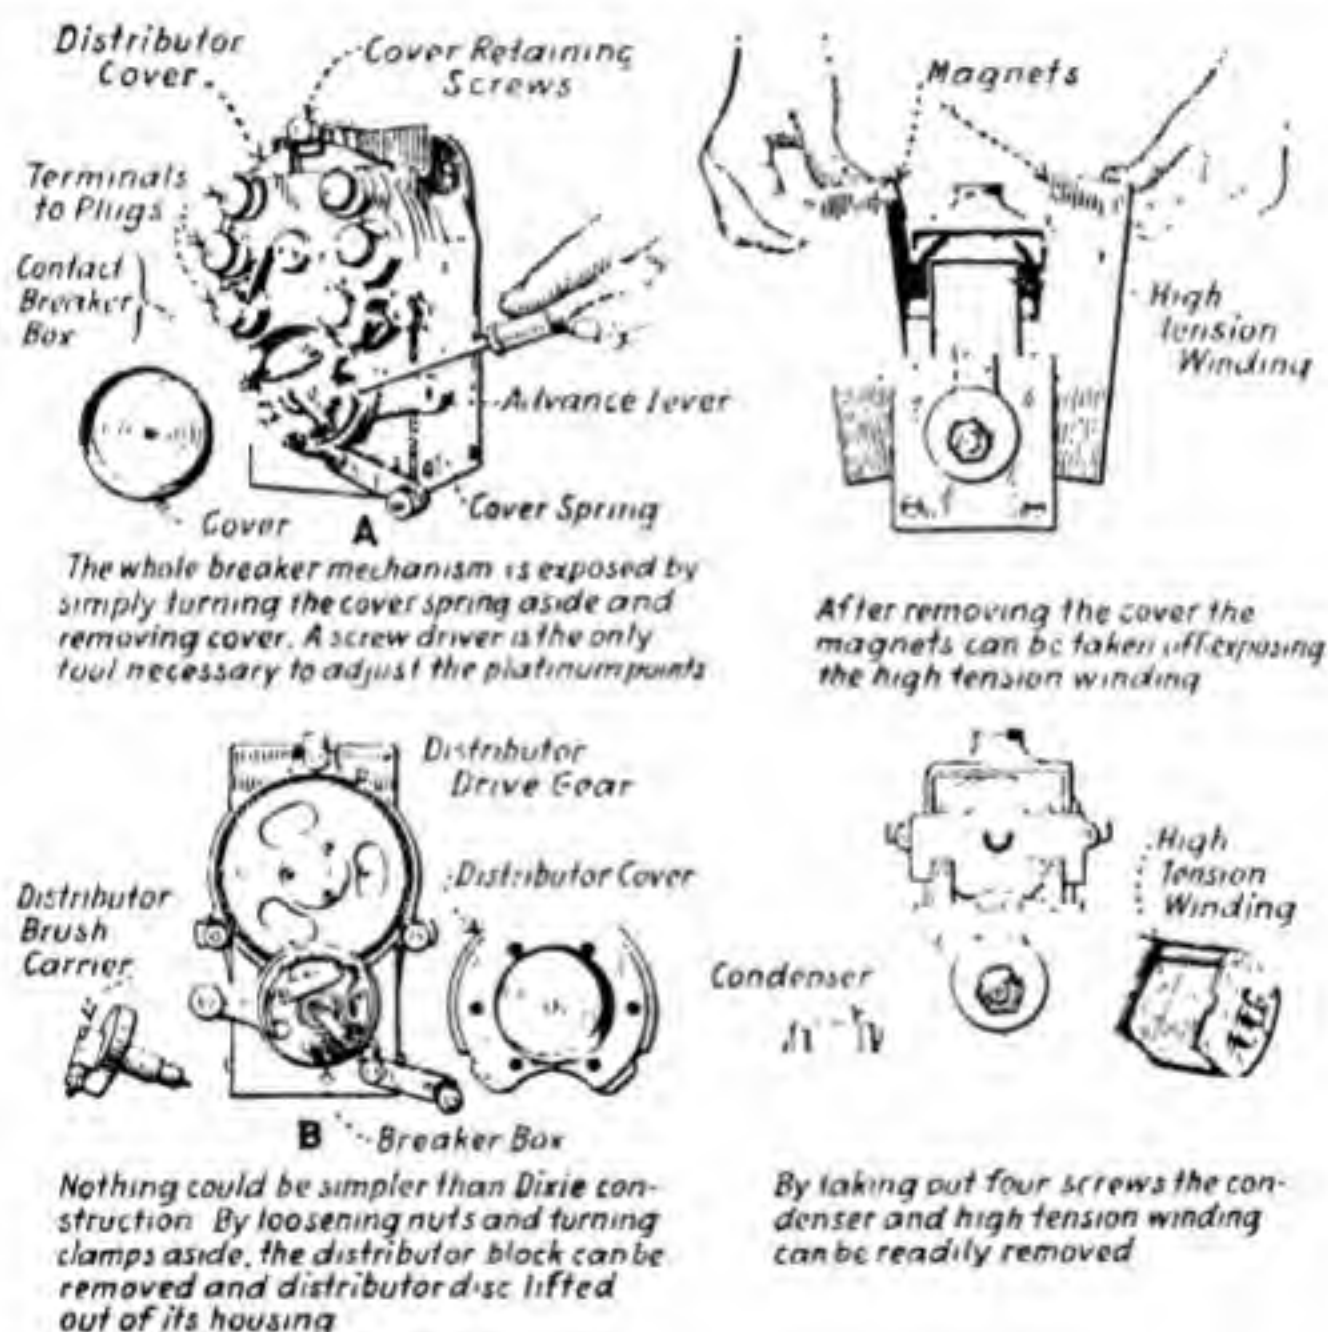 Distributor
Cover
Cover Retaining
Screws
Terminals
to Plugs
Contact
Breaker
Box
Advance lever
Cover Spring
Cover
A
The whole breaker mechanism is exposed by
simply turning the cover spring aside and
removing cover. A screw driver is the only
tool necessary to adjust the platinum points
Magnets
High
tension
Winding
After removing the cover the
magnets can be taken off exposing
the high tension winding
Distributor
Drive Gear
Distributor
Brush
Carrier
Distributor Cover
B
Breaker Box
Nothing could be simpler than Dixie con-
struction By loosening nuts and turning
clamps aside, the distributor block can be
removed and distributor disc lifted
out of its housing
High
Tension
Winding
Condenser
By taking out four screws the con-
denser and high tension winding
can be readily removed